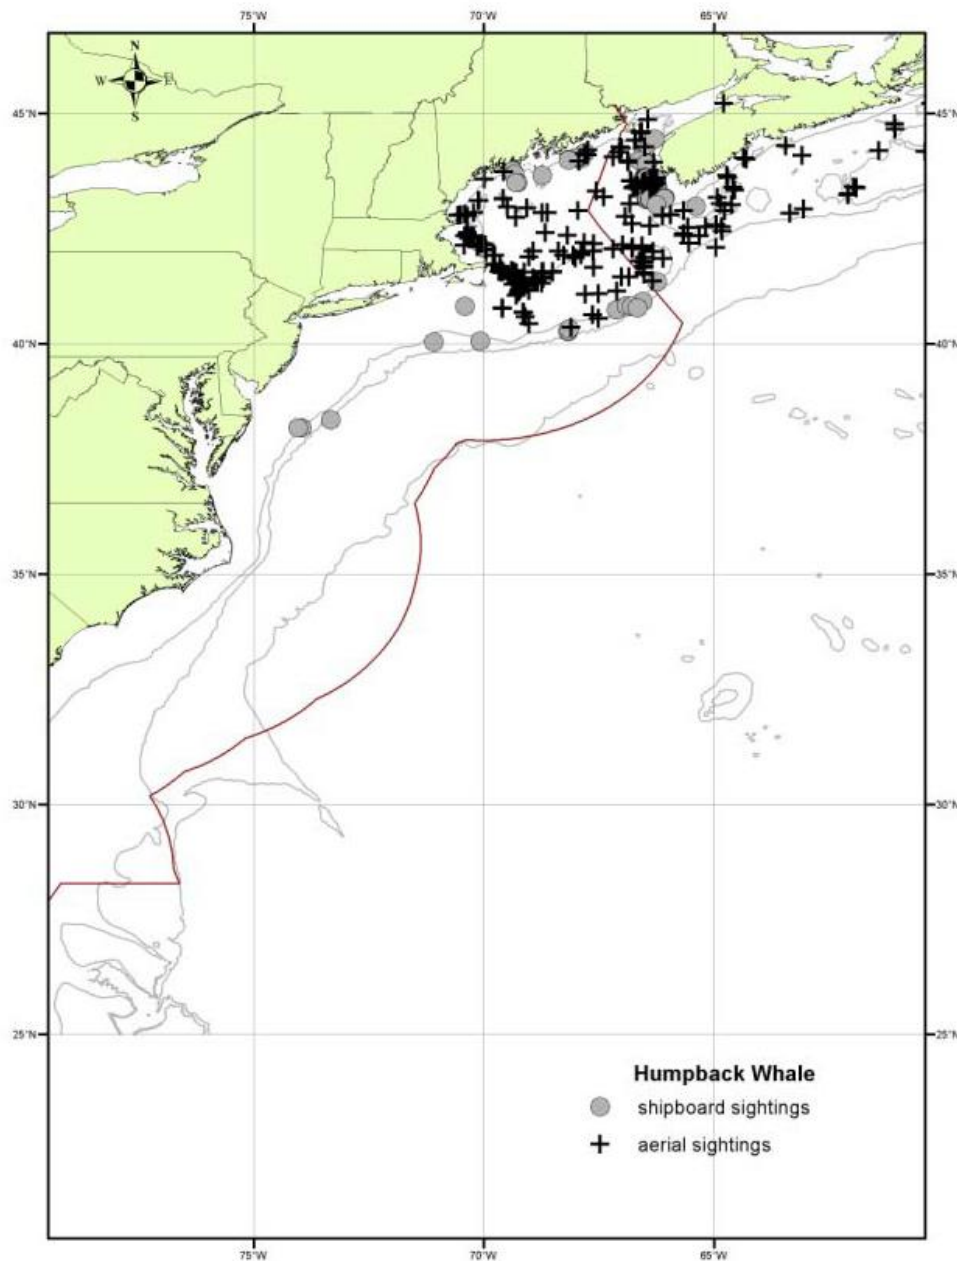 75°W 70°W 65°W
N
W E
S
45°N 45°N
40°N 40°N
35°N 35°N
30°N 30°N
25°N 25°N
Humpback Whale
shipboard sightings
aerial sightings
75°W 70°W 65°W